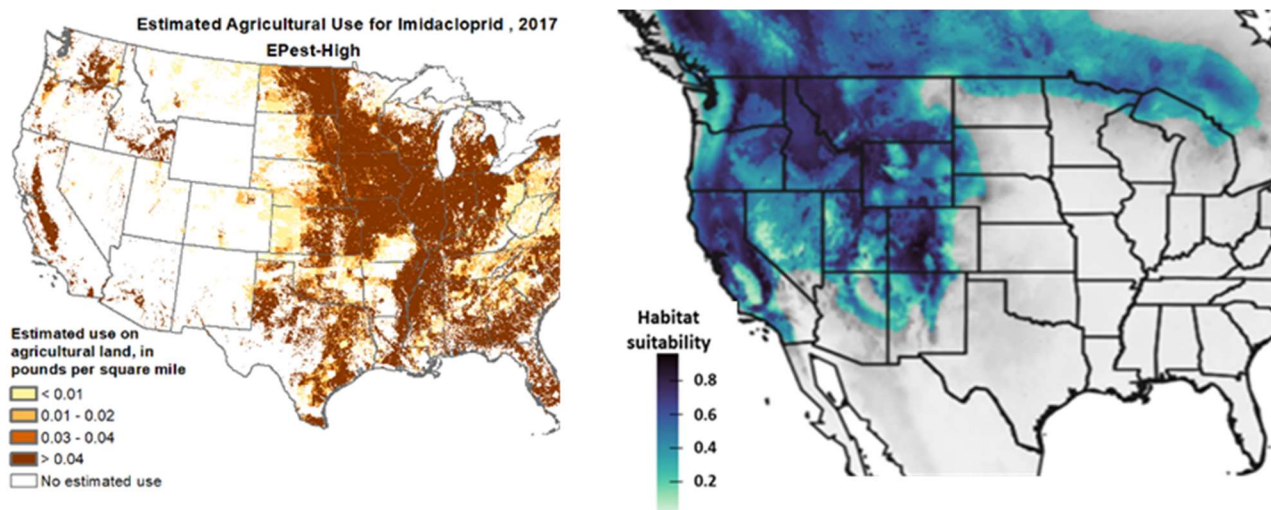 Estimated Agricultural Use for Imidacloprid , 2017
EPest-High
Estimated use on
agricultural land, in
pounds per square mile
< 0.01
0.01 - 0.02
0.03 - 0.04
> 0.04
No estimated use
Habitat
suitability
0.8
0.6
0.4
0.2